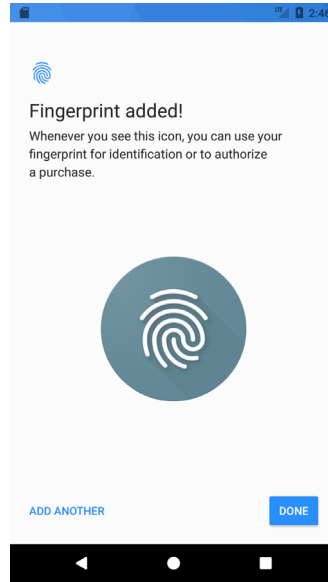 LTE 2:46
Fingerprint added!
Whenever you see this icon, you can use your
fingerprint for identification or to authorize
a purchase.
ADD ANOTHER
DONE